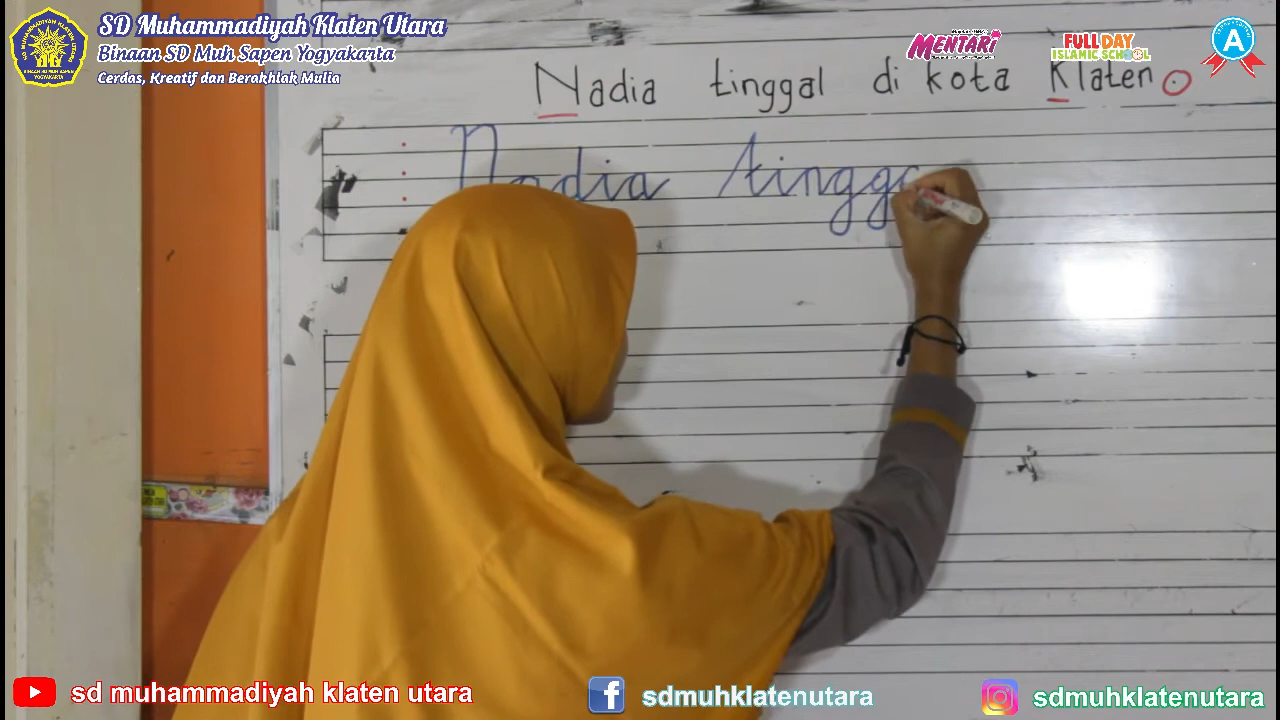 SD Muhammadiyah Klaten Utara
Binaan SD Muh Sapen Yogyakarta
Cerdas, Kreatif dan Berakhlak Mulia
MENTARI
FULL DAY
ISLAMIC SCHOOL
A
Nadia tinggal di kota Klaten.
Nadia tingga
sd muhammadiyah klaten utara
sdmuhklatenutara
sdmuhklatenutara